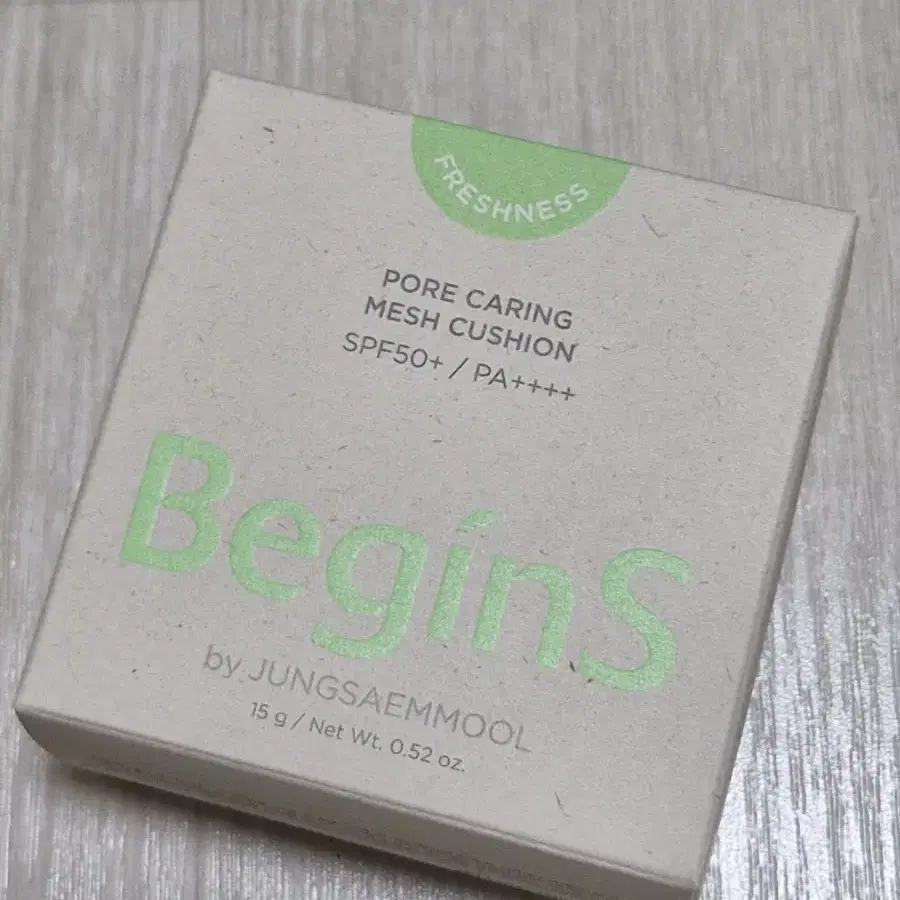 FRESHNESS
PORE CARING
MESH CUSHION
SPF50+ / PA++++
BeginS
by JUNGSAEMMOOL
15 g / Net Wt. 0.52 oz.